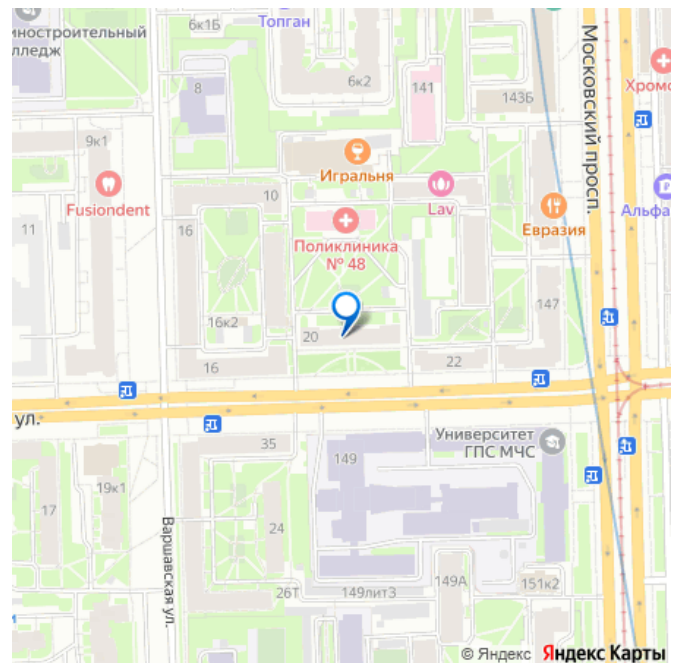 иностроительный
лледж
6к1Б
Топган
Московский просп.
8
6к2
141
143Б
Хромо
9к1
Игральня
Fusiondent
10
Lav
Альфа
Евразия
11
16
Поликлиника
№ 48
16к2
147
20
16
22
ул.
35
Университет
ГПС МЧС
149
19к1
17
24
Варшавская ул.
26Т
149лит3
149А
151к2
и
© Яндекс Яндекс Карты